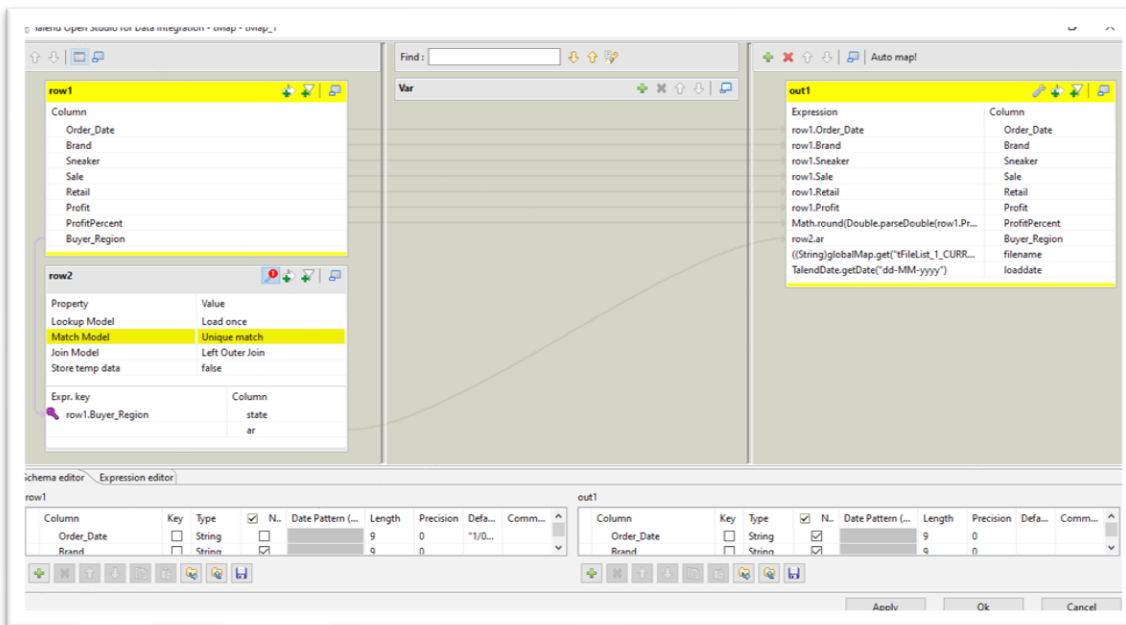 Talend Open Studio for Data Integration - tMap - tMap_1
Find :
Auto map!
row1
Column
Order_Date
Brand
Sneaker
Sale
Retail
Profit
ProfitPercent
Buyer_Region
row2
Property Value
Lookup Model Load once
Match Model Unique match
Join Model Left Outer Join
Store temp data false
Expr. key Column
row1.Buyer_Region state
ar
Var
out1
Expression Column
row1.Order_Date Order_Date
row1.Brand Brand
row1.Sneaker Sneaker
row1.Sale Sale
row1.Retail Retail
row1.Profit Profit
Math.round(Double.parseDouble(row1.Pr... ProfitPercent
row2.ar Buyer_Region
((String)globalMap.get("tFileList_1_CURR... filename
TalendDate.getDate("dd-MM-yyyy") loaddate
Schema editor Expression editor
row1
Column Key Type N.. Date Pattern (... Length Precision Defa... Comm...
Order_Date String 9 0 "1/0...
Brand String 9 0
out1
Column Key Type N.. Date Pattern (... Length Precision Defa... Comm...
Order_Date String 9 0
Brand String 9 0
Apply Ok Cancel